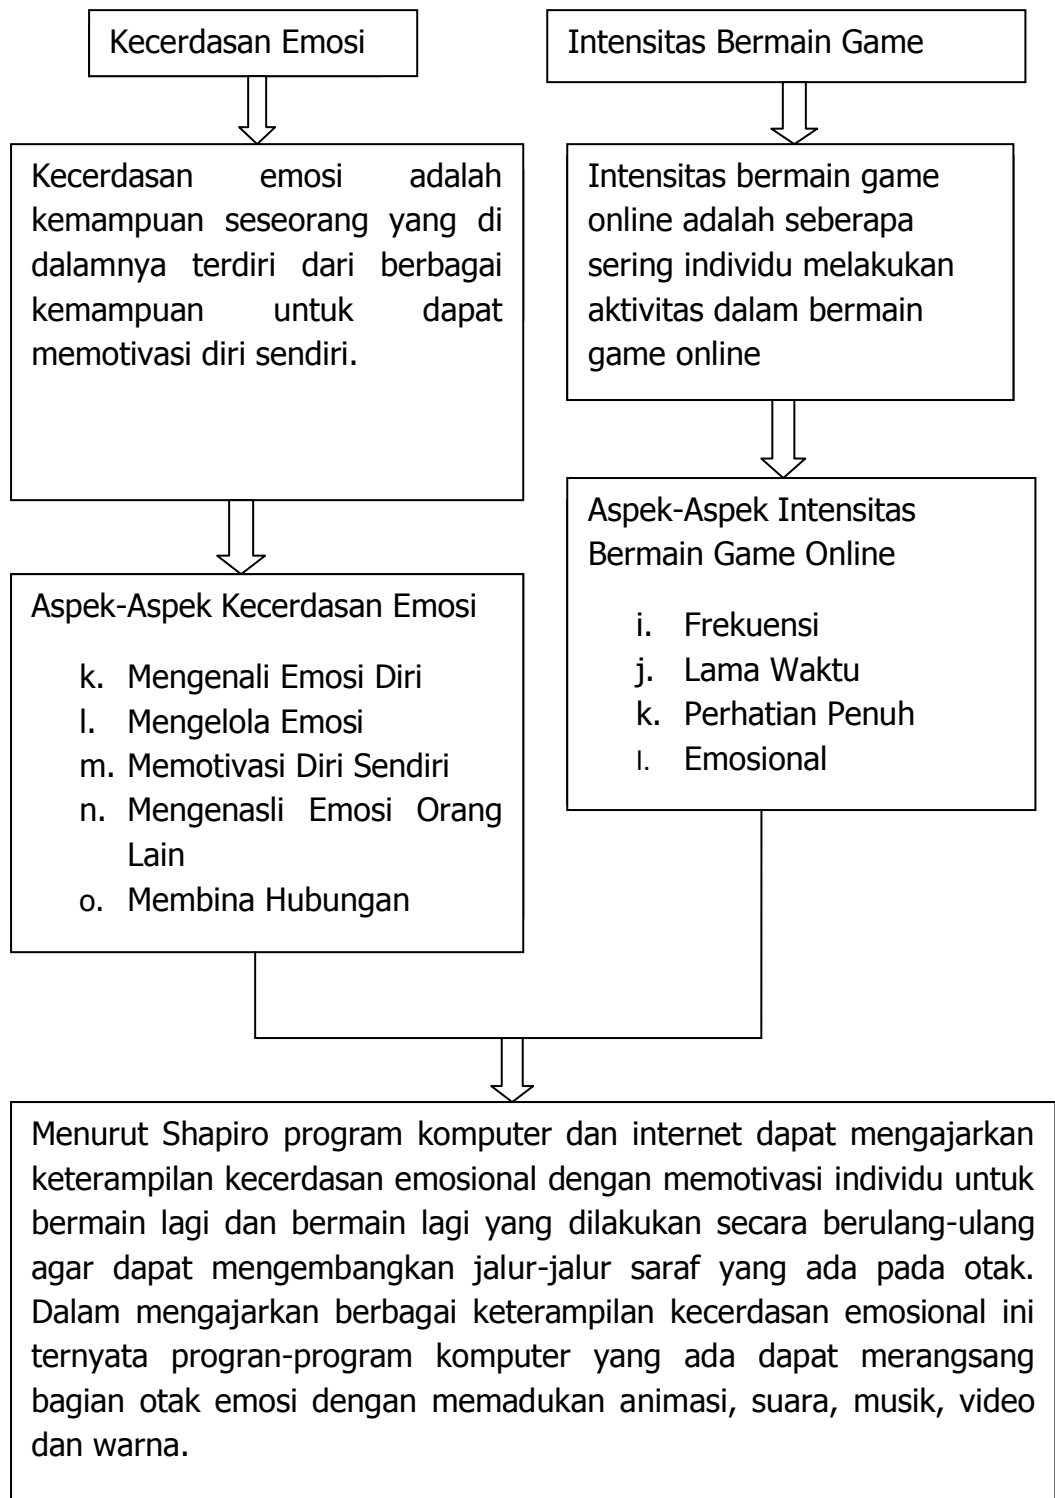 Kecerdasan Emosi
Kecerdasan emosi adalah
kemampuan seseorang yang di
dalamnya terdiri dari berbagai
kemampuan untuk dapat
memotivasi diri sendiri.
Aspek-Aspek Kecerdasan Emosi
k. Mengenali Emosi Diri
l. Mengelola Emosi
m. Memotivasi Diri Sendiri
n. Mengenasli Emosi Orang
Lain
o. Membina Hubungan
Intensitas Bermain Game
Intensitas bermain game
online adalah seberapa
sering individu melakukan
aktivitas dalam bermain
game online
Aspek-Aspek Intensitas
Bermain Game Online
i. Frekuensi
j. Lama Waktu
k. Perhatian Penuh
l. Emosional
Menurut Shapiro program komputer dan internet dapat mengajarkan
keterampilan kecerdasan emosional dengan memotivasi individu untuk
bermain lagi dan bermain lagi yang dilakukan secara berulang-ulang
agar dapat mengembangkan jalur-jalur saraf yang ada pada otak.
Dalam mengajarkan berbagai keterampilan kecerdasan emosional ini
ternyata progran-program komputer yang ada dapat merangsang
bagian otak emosi dengan memadukan animasi, suara, musik, video
dan warna.